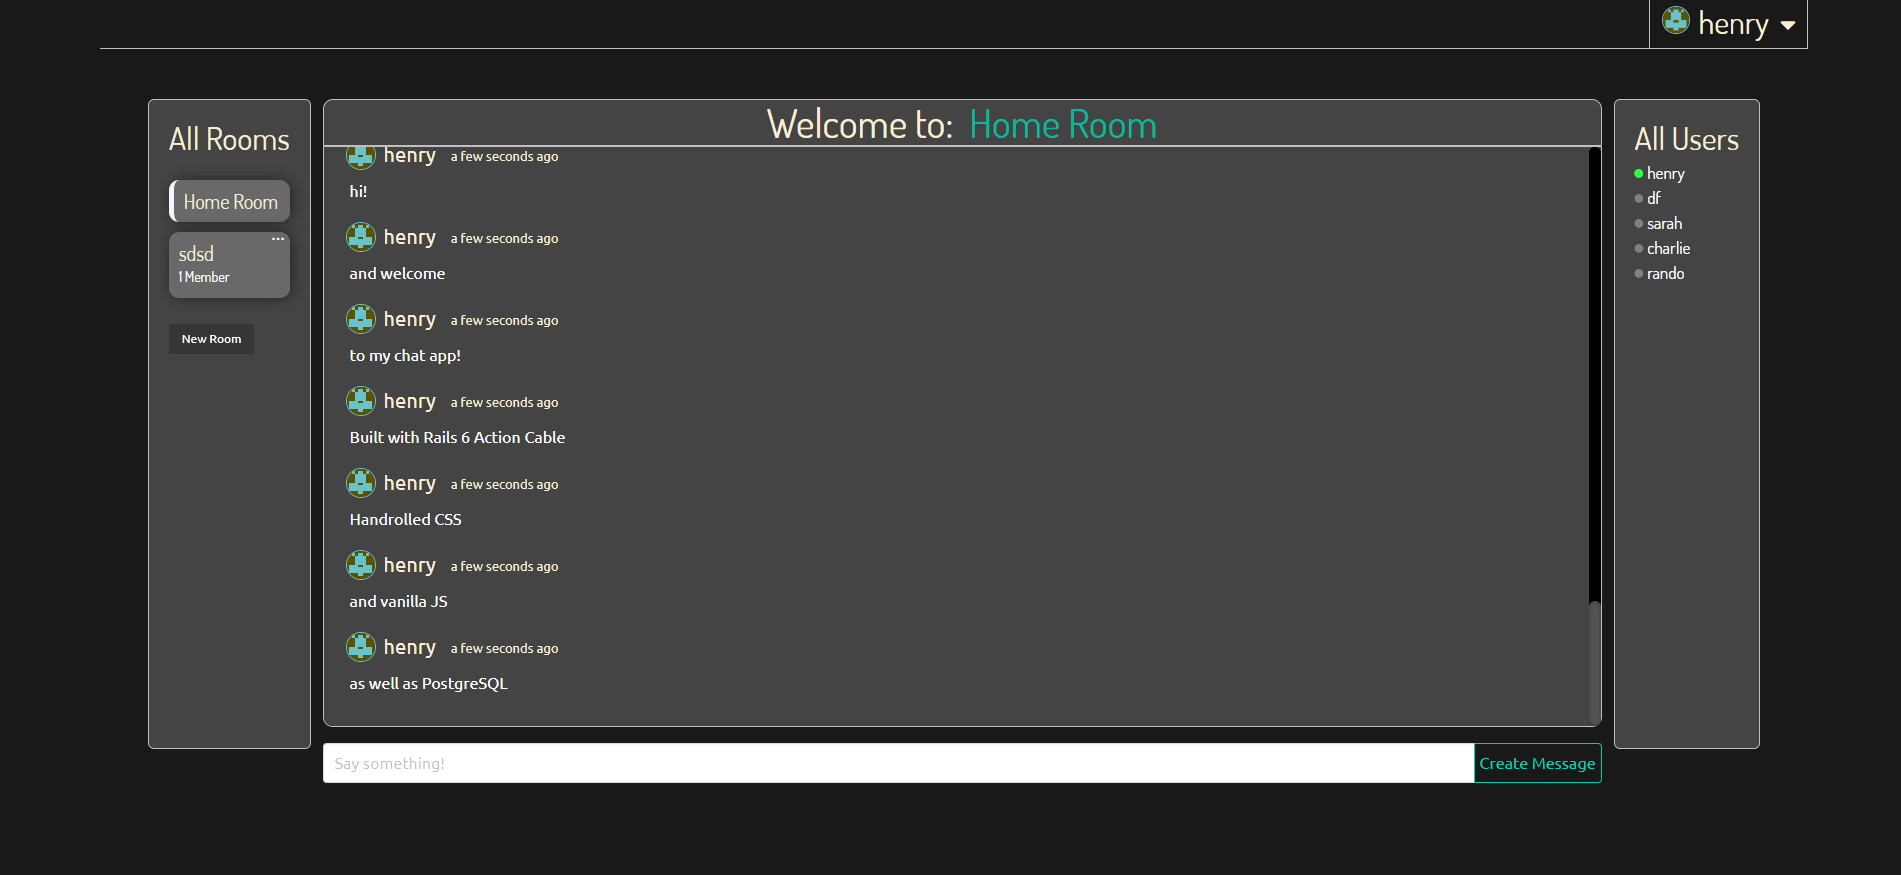 henry
All Rooms
Home Room
sdsd
1 Member
New Room
Welcome to: Home Room
henry a few seconds ago
hi!
henry a few seconds ago
and welcome
henry a few seconds ago
to my chat app!
henry a few seconds ago
Built with Rails 6 Action Cable
henry a few seconds ago
Handrolled CSS
henry a few seconds ago
and vanilla JS
henry a few seconds ago
as well as PostgreSQL
Say something!
Create Message
All Users
henry
df
sarah
charlie
rando